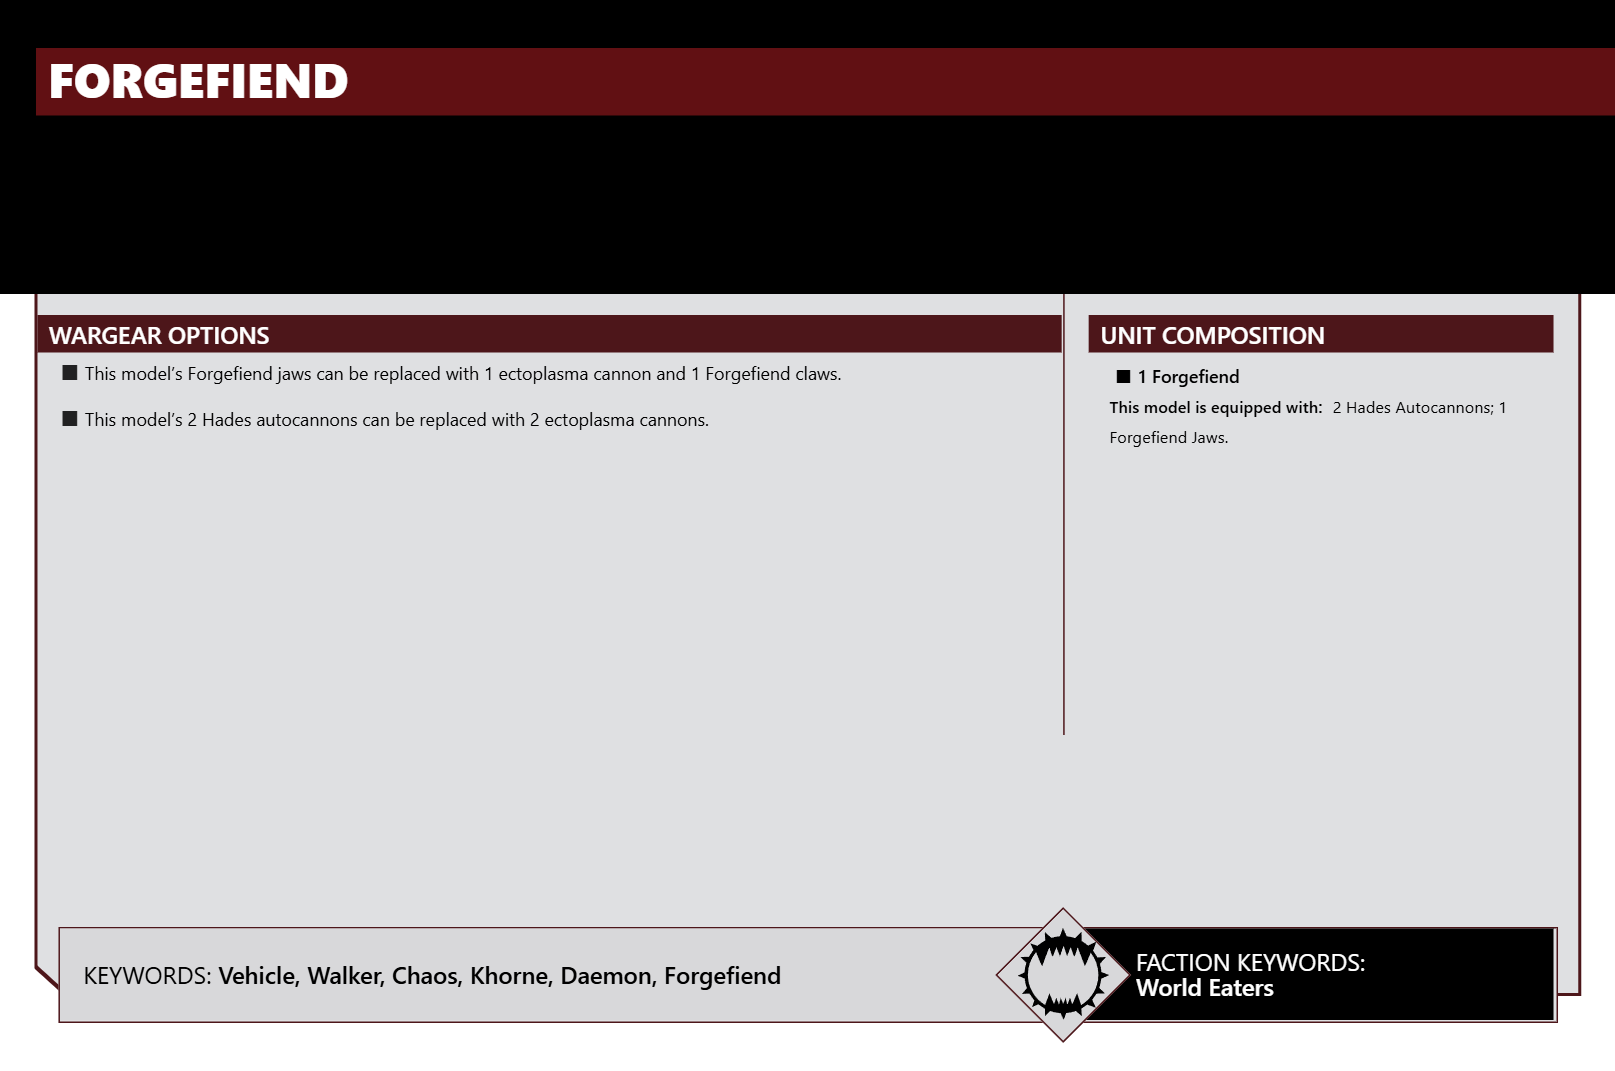 FORGEFIEND
WARGEAR OPTIONS
■ This model's Forgefiend jaws can be replaced with 1 ectoplasma cannon and 1 Forgefiend claws.
■ This model's 2 Hades autocannons can be replaced with 2 ectoplasma cannons.
UNIT COMPOSITION
■ 1 Forgefiend
This model is equipped with: 2 Hades Autocannons; 1
Forgefiend Jaws.
KEYWORDS: Vehicle, Walker, Chaos, Khorne, Daemon, Forgefiend
FACTION KEYWORDS:
World Eaters